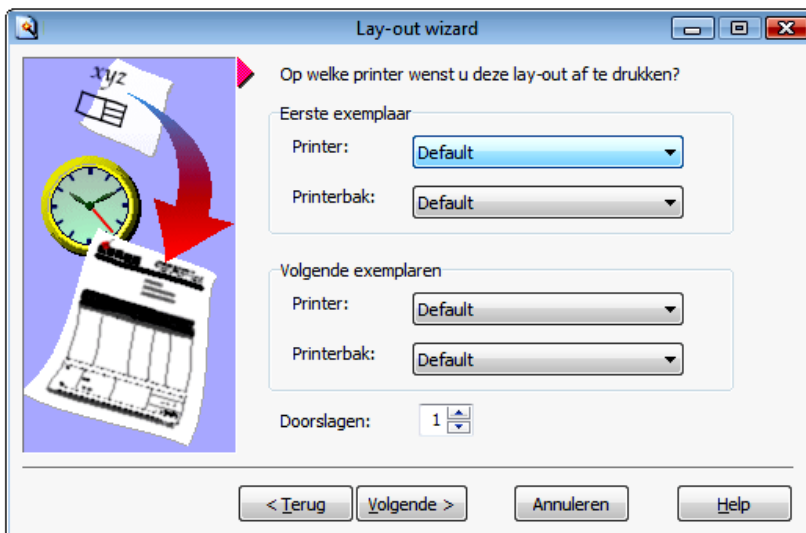 Lay-out wizard
xyz
Op welke printer wenst u deze lay-out af te drukken?
Eerste exemplaar
Printer: Default
Printerbak: Default
Volgende exemplaren
Printer: Default
Printerbak: Default
Doorslagen: 1
< Terug Volgende > Annuleren Help